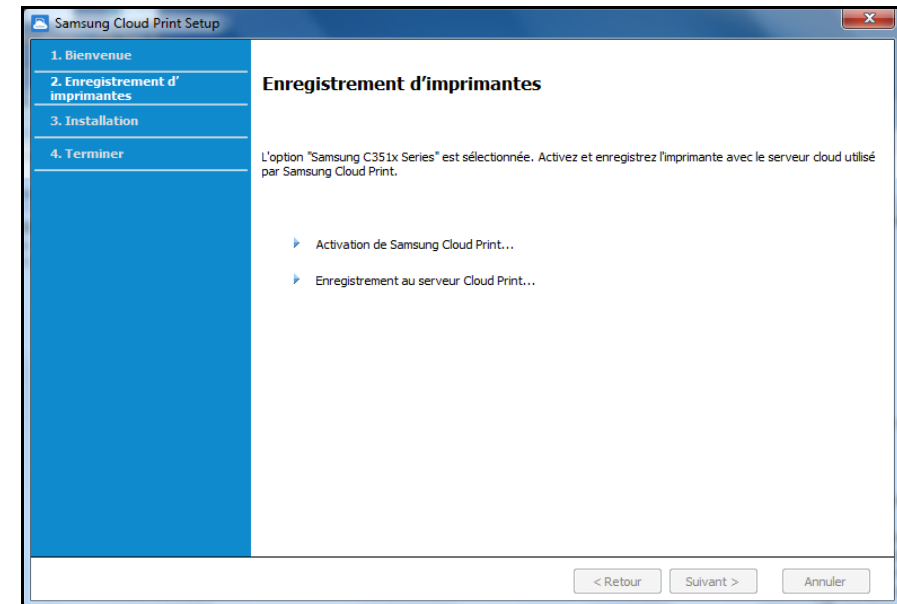 Samsung Cloud Print Setup
x
1. Bienvenue
2. Enregistrement d’
imprimantes
3. Installation
4. Terminer
Enregistrement d’imprimantes
L'option "Samsung C351x Series" est sélectionnée. Activez et enregistrez l'imprimante avec le serveur cloud utilisé
par Samsung Cloud Print.
Activation de Samsung Cloud Print...
Enregistrement au serveur Cloud Print...
< Retour
Suivant >
Annuler